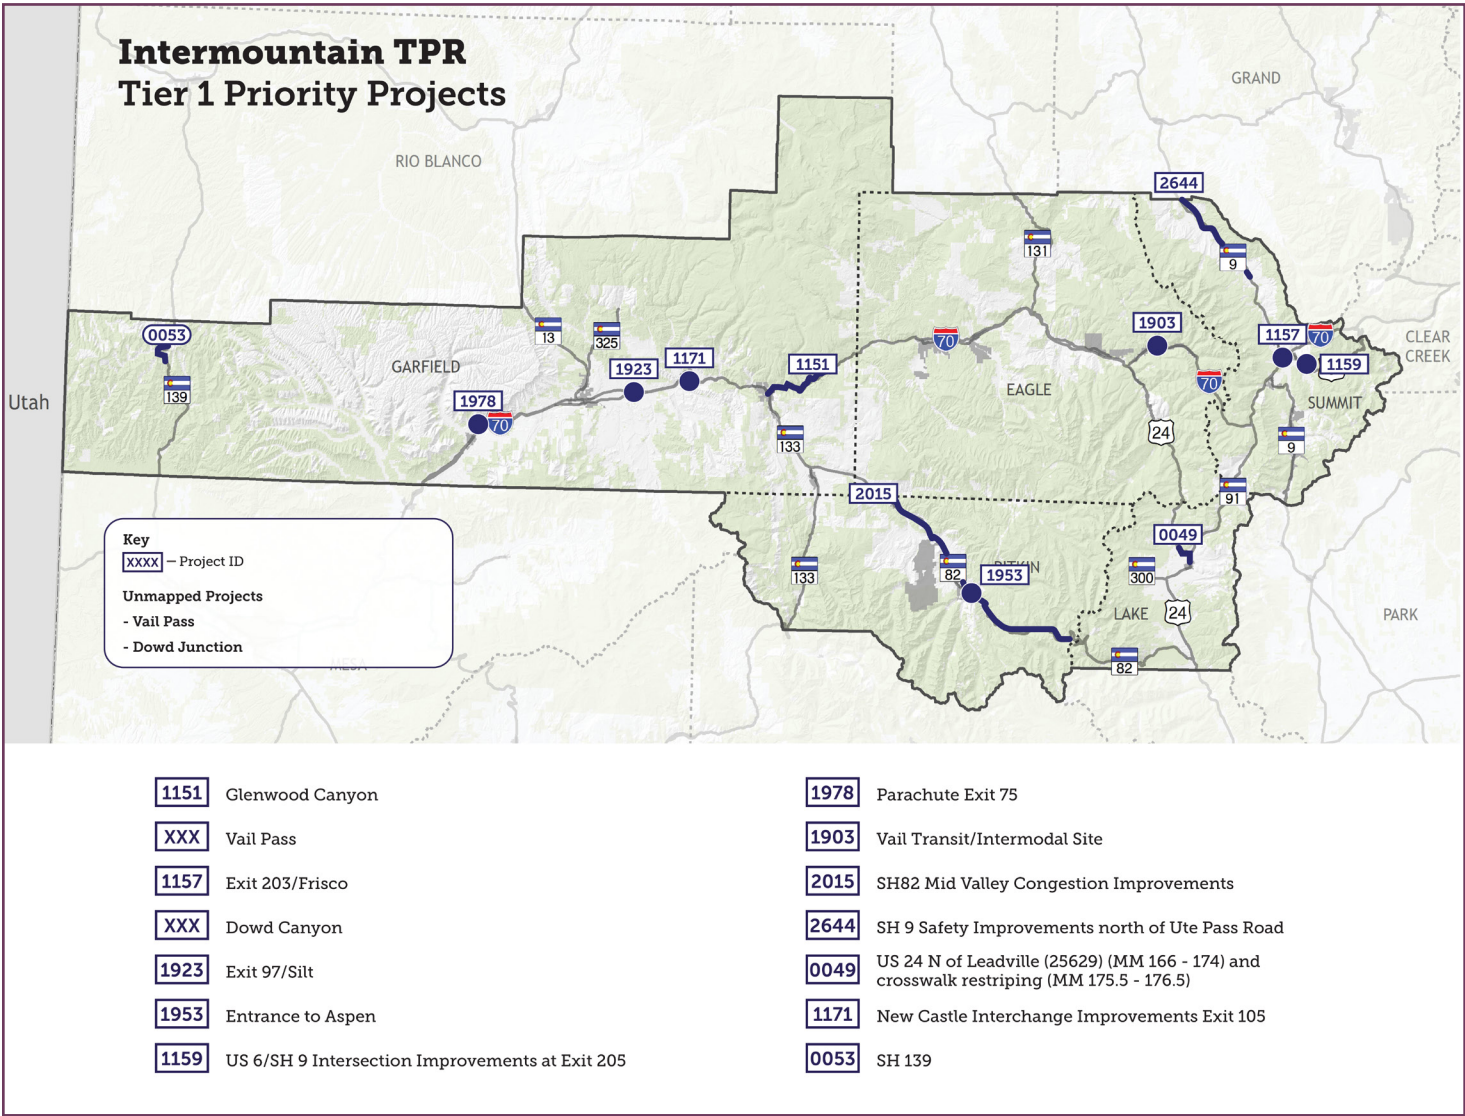 Intermountain TPR
Tier 1 Priority Projects
GRAND
RIO BLANCO
2644
131
9
0053
13
325
1903
1157
70
CLEAR
CREEK
70
1151
1171
1923
1159
GARFIELD
139
EAGLE
70
SUMMIT
Utah
1978
70
133
24
9
2015
91
Key
XXXX – Project ID
Unmapped Projects
- Vail Pass
- Dowd Junction
MESA
0049
133
82
PITKIN
1953
300
LAKE
24
PARK
82
1151 Glenwood Canyon
XXX Vail Pass
1157 Exit 203/Frisco
XXX Dowd Canyon
1923 Exit 97/Silt
1953 Entrance to Aspen
1159 US 6/SH 9 Intersection Improvements at Exit 205
1978 Parachute Exit 75
1903 Vail Transit/Intermodal Site
2015 SH82 Mid Valley Congestion Improvements
2644 SH 9 Safety Improvements north of Ute Pass Road
0049 US 24 N of Leadville (25629) (MM 166 - 174) and
crosswalk restriping (MM 175.5 - 176.5)
1171 New Castle Interchange Improvements Exit 105
0053 SH 139